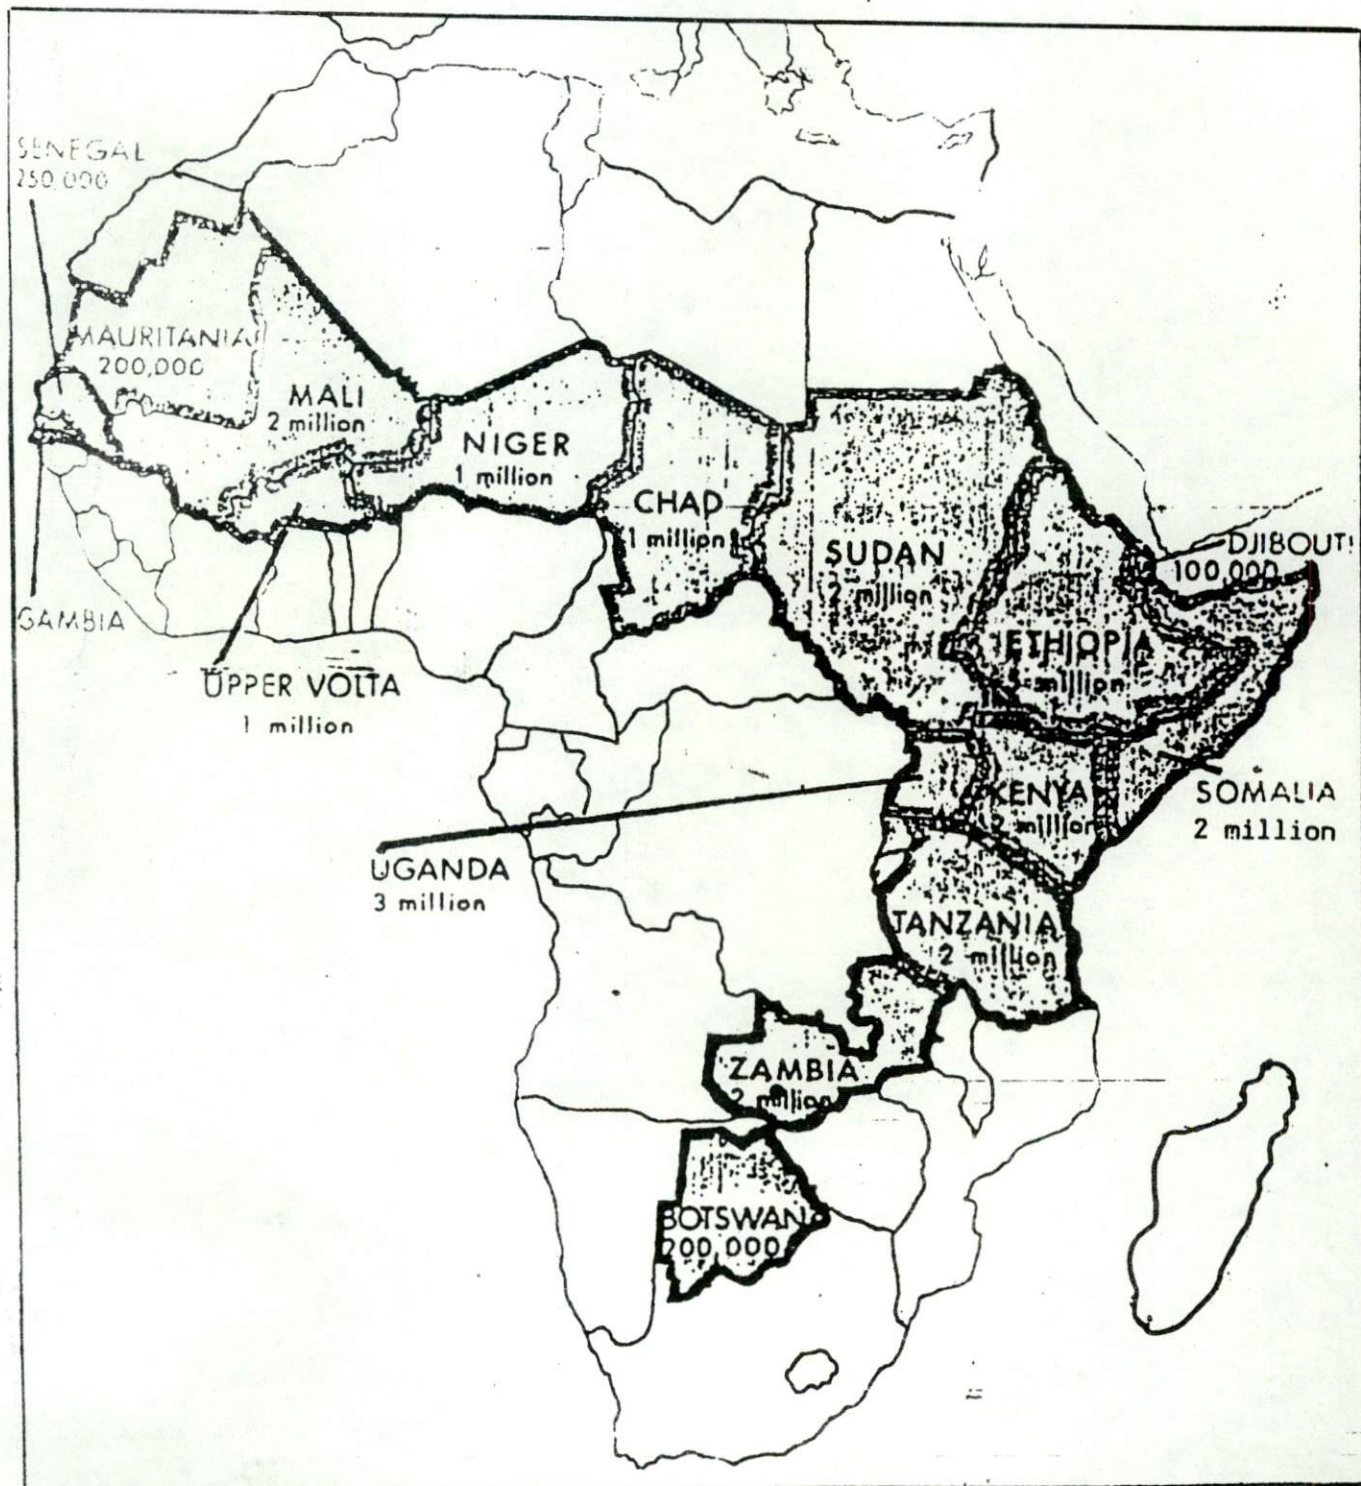 SENEGAL
250,000
MAURITANIA
200,000
MALI
2 million
NIGER
1 million
CHAD
1 million
SUDAN
2 million
DJIBOUTI
100,000
ETHIOPIA
million
GAMBIA
UPPER VOLTA
1 million
KENYA
million
SOMALIA
2 million
UGANDA
3 million
TANZANIA
2 million
ZAMBIA
2 million
BOTSWAN
200,000